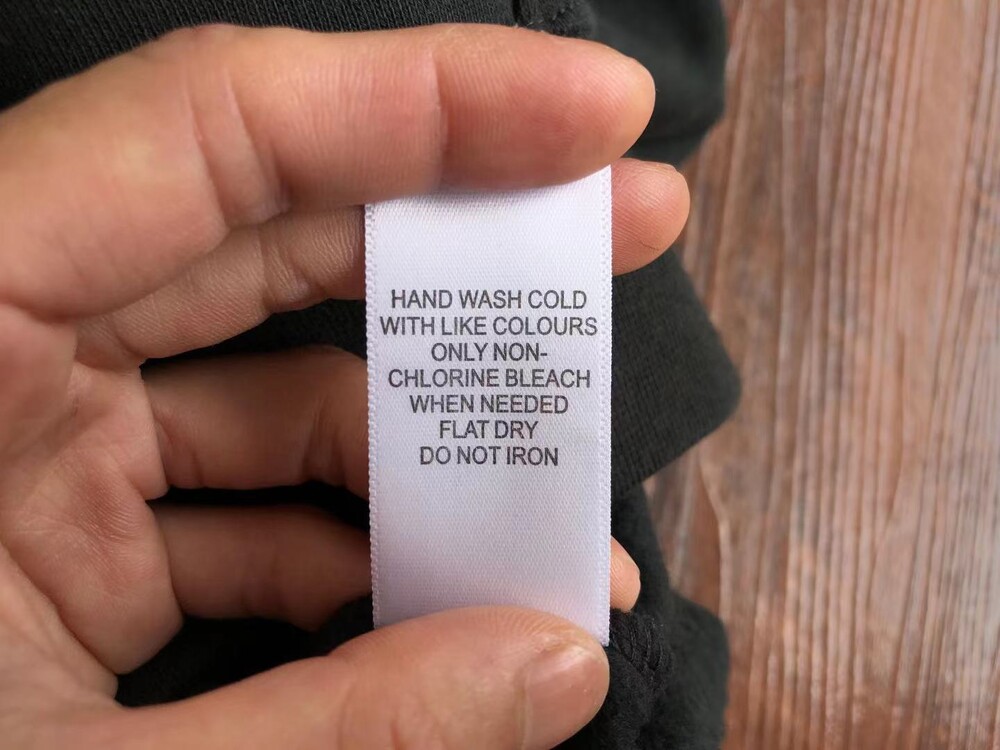 HAND WASH COLD
WITH LIKE COLOURS
ONLY NON-
CHLORINE BLEACH
WHEN NEEDED
FLAT DRY
DO NOT IRON